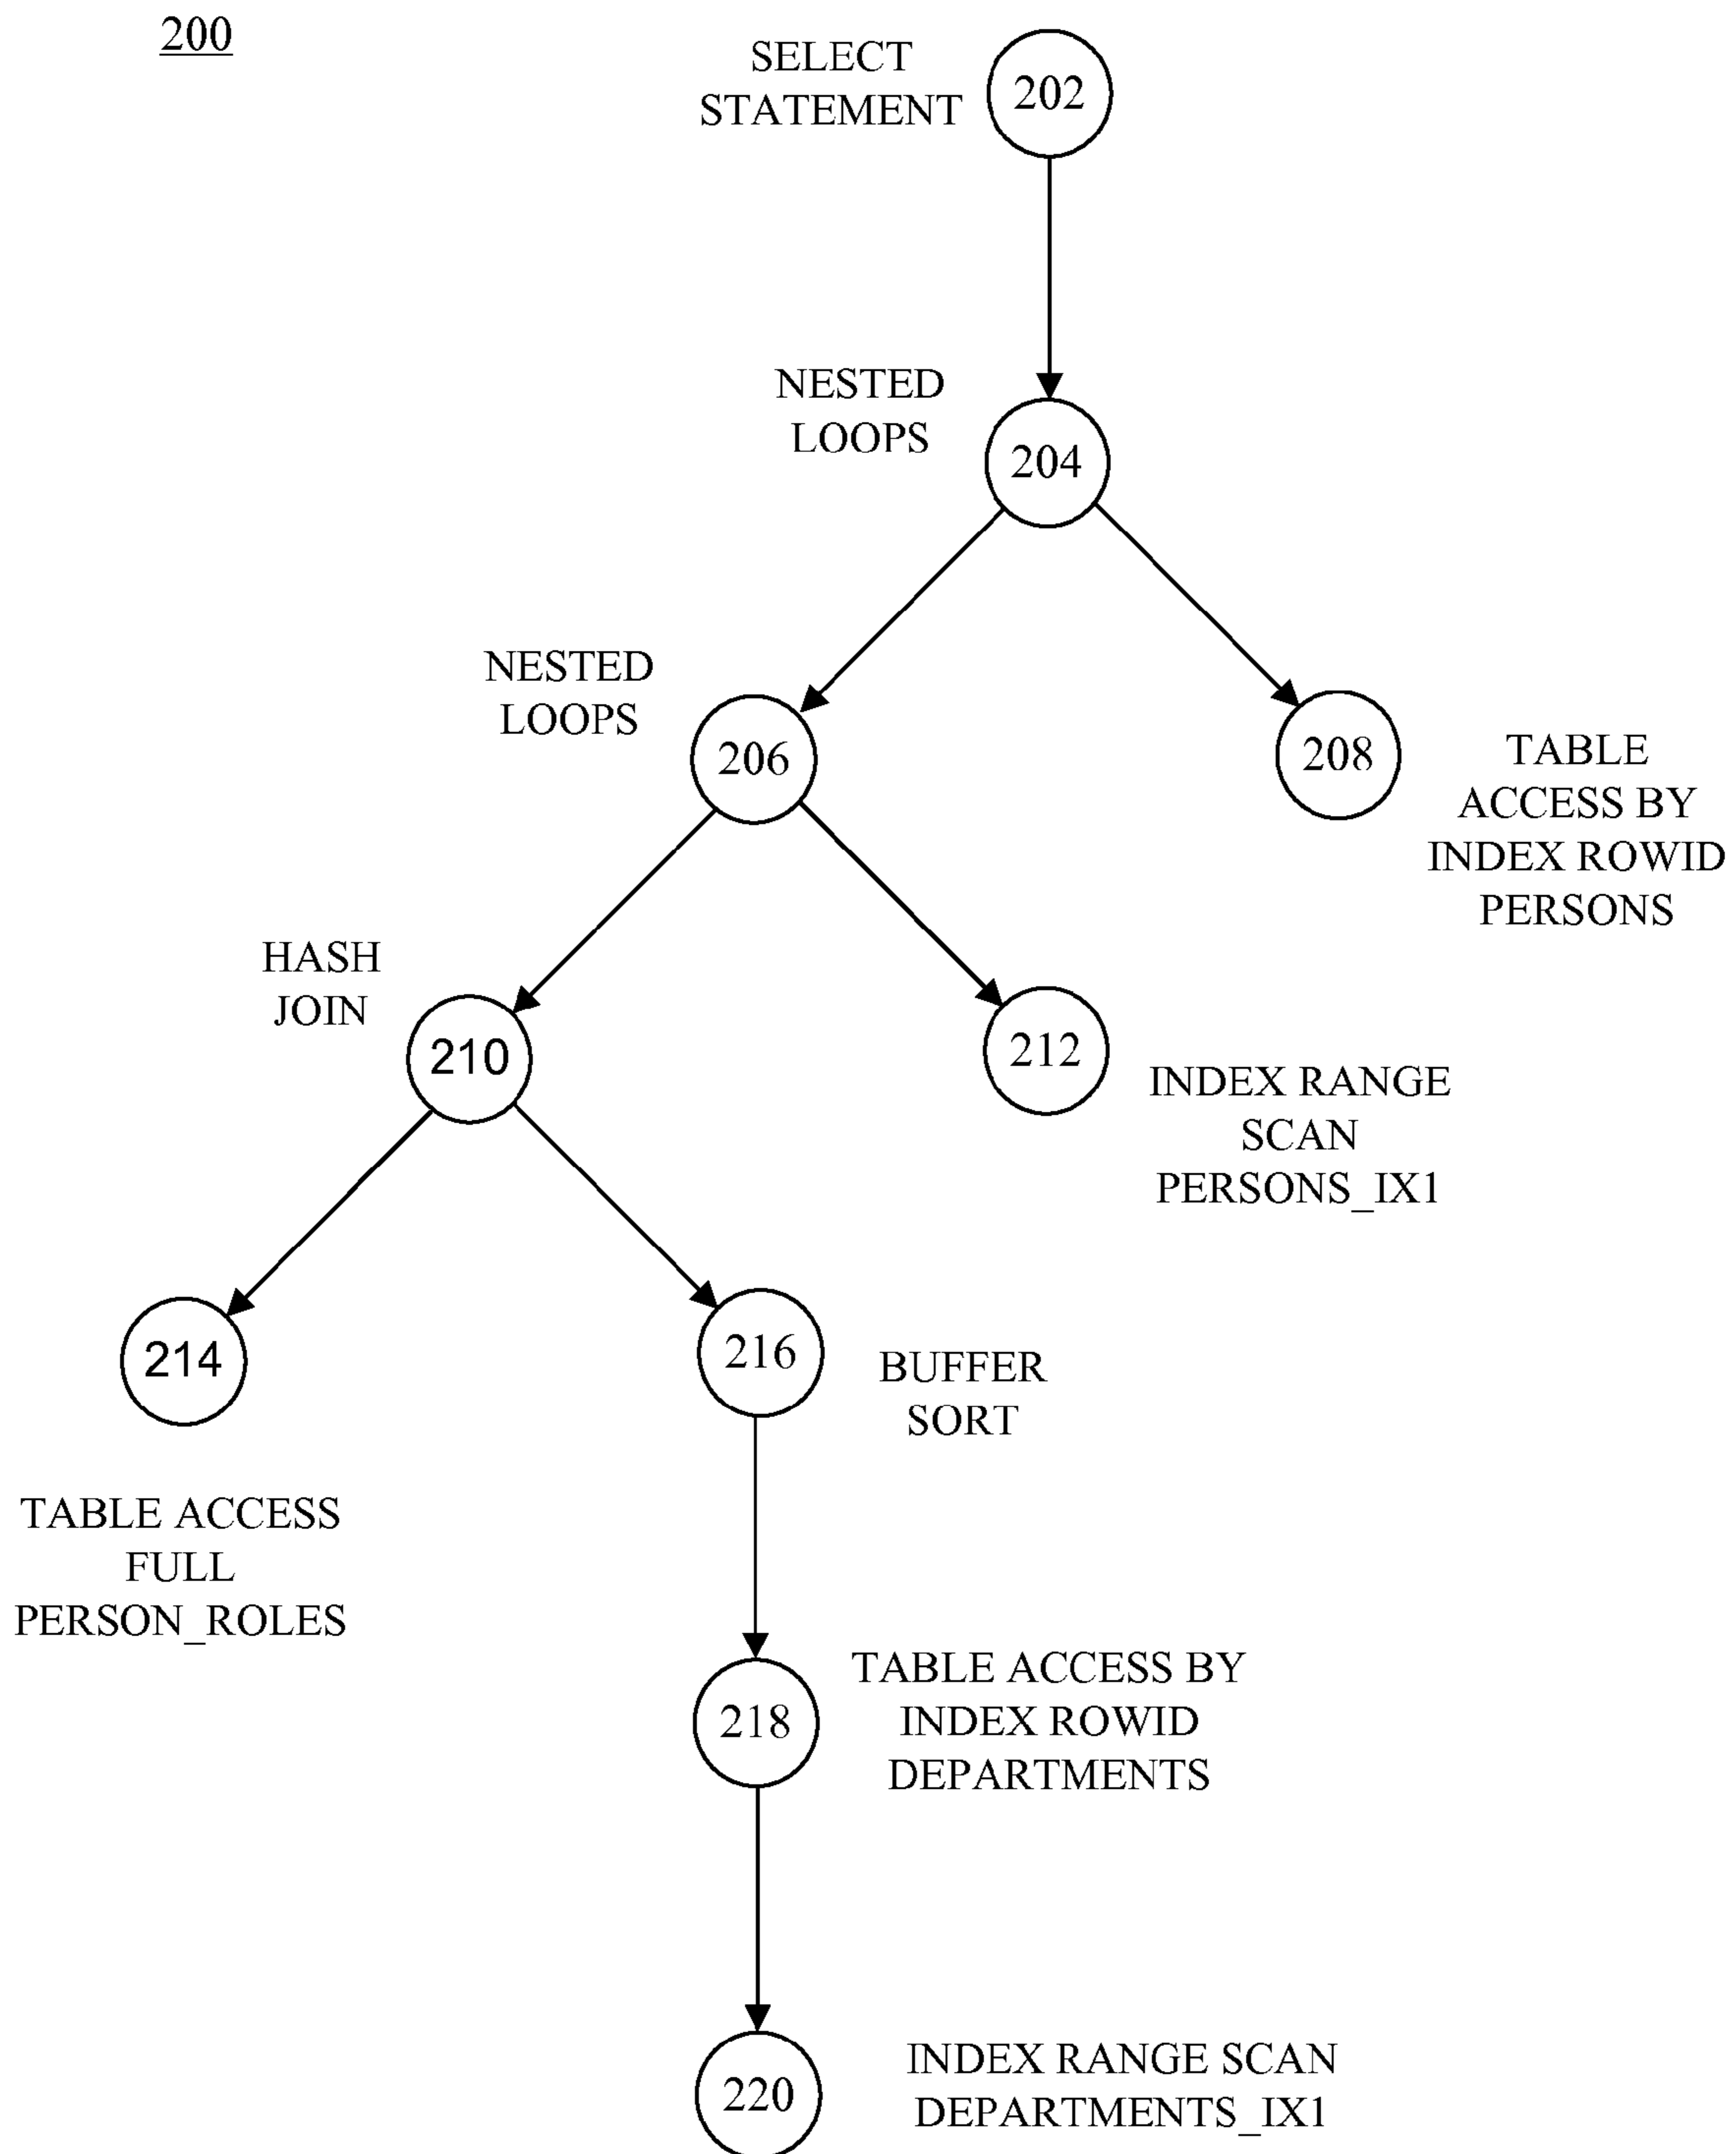 200
SELECT
STATEMENT
202
NESTED
LOOPS
204
NESTED
LOOPS
206
208
TABLE
ACCESS BY
INDEX ROWID
PERSONS
HASH
JOIN
210
212
INDEX RANGE
SCAN
PERSONS_IX1
214
216
BUFFER
SORT
TABLE ACCESS
FULL
PERSON_ROLES
218
TABLE ACCESS BY
INDEX ROWID
DEPARTMENTS
220
INDEX RANGE SCAN
DEPARTMENTS_IX1